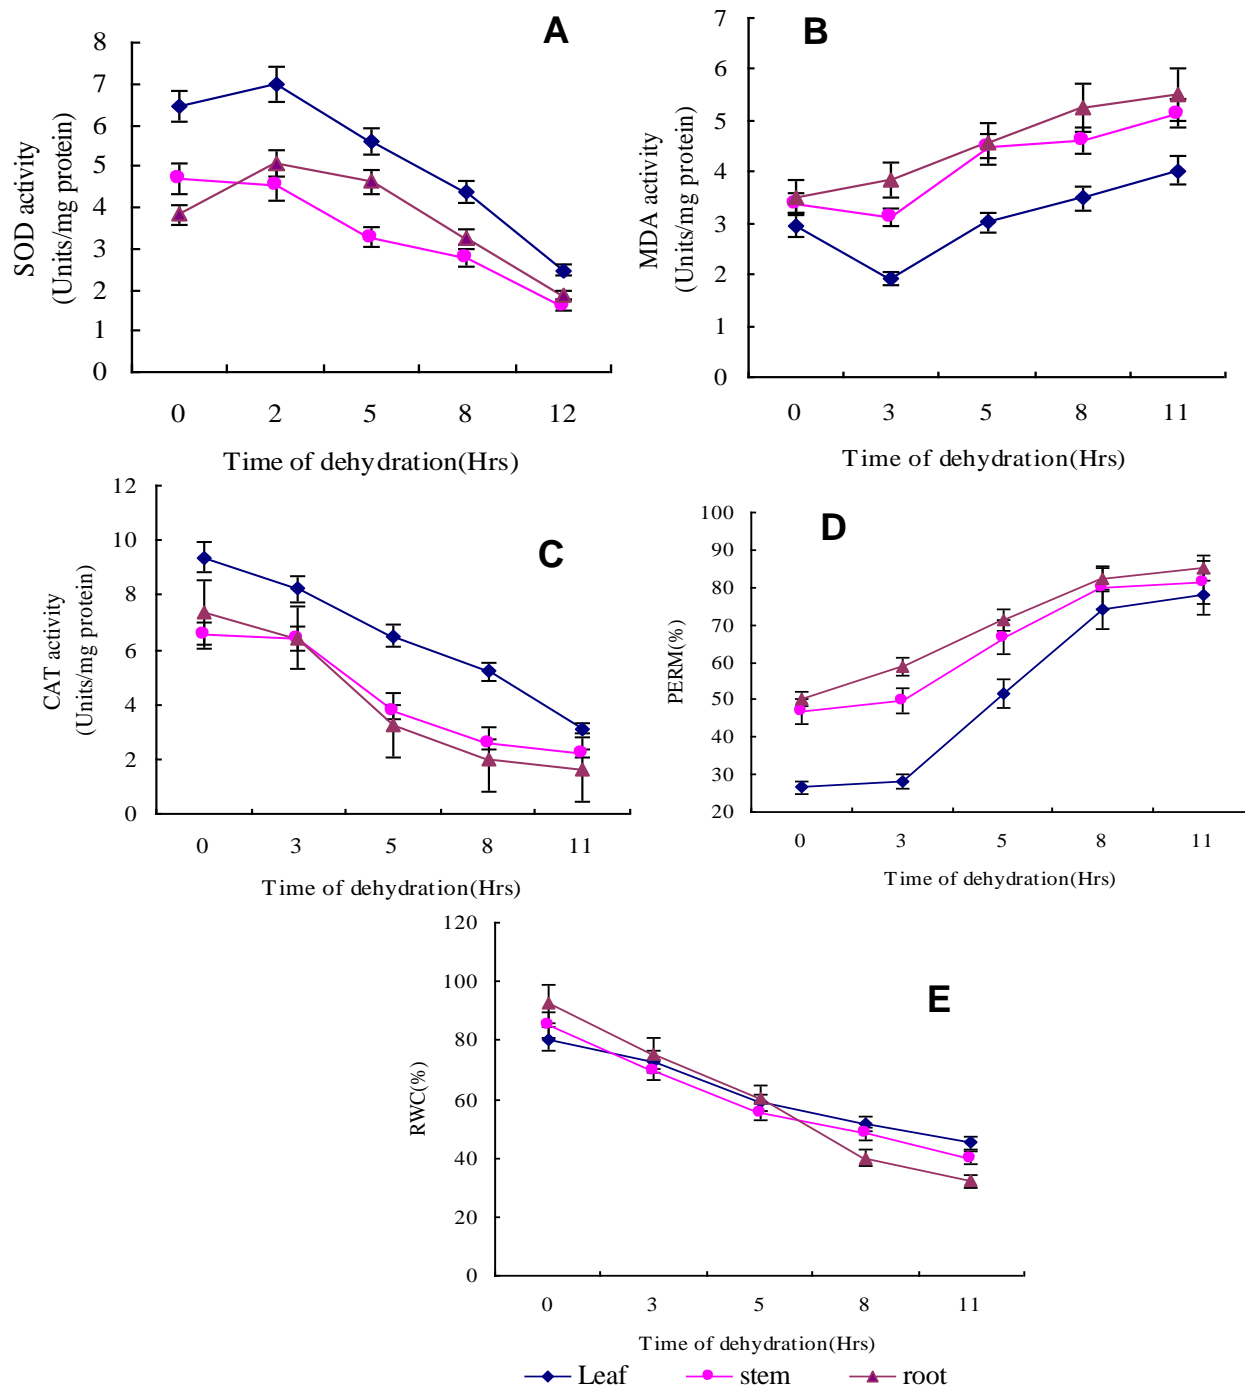 A
8
7
6
5
4
3
2
1
0
SOD activity
(Units/mg protein)
0 2 5 8 12
Time of dehydration(Hrs)
B
7
6
5
4
3
2
1
0
MDA activity
(Units/mg protein)
0 3 5 8 11
Time of dehydration(Hrs)
C
12
10
8
6
4
2
0
CAT activity
(Units/mg protein)
0 3 5 8 11
Time of dehydration(Hrs)
D
100
90
80
70
60
50
40
30
20
PERM(%)
0 3 5 8 11
Time of dehydration(Hrs)
E
120
100
80
60
40
20
0
RWC(%)
0 3 5 8 11
Time of dehydration(Hrs)
Leaf stem root